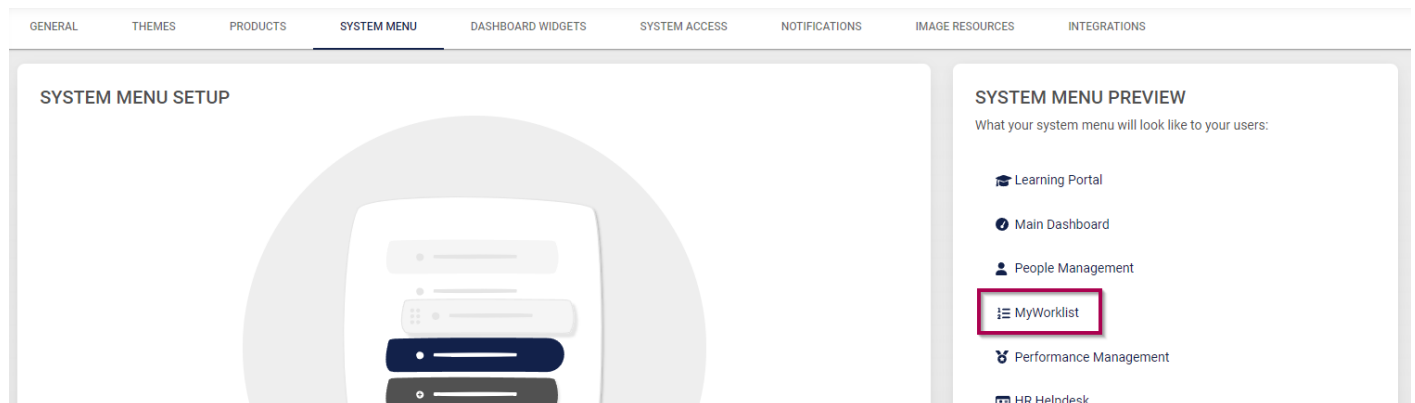 GENERAL THEMES PRODUCTS SYSTEM MENU DASHBOARD WIDGETS SYSTEM ACCESS NOTIFICATIONS IMAGE RESOURCES INTEGRATIONS
SYSTEM MENU SETUP
SYSTEM MENU PREVIEW
What your system menu will look like to your users:
Learning Portal
Main Dashboard
People Management
MyWorklist
Performance Management
HR Helpdesk